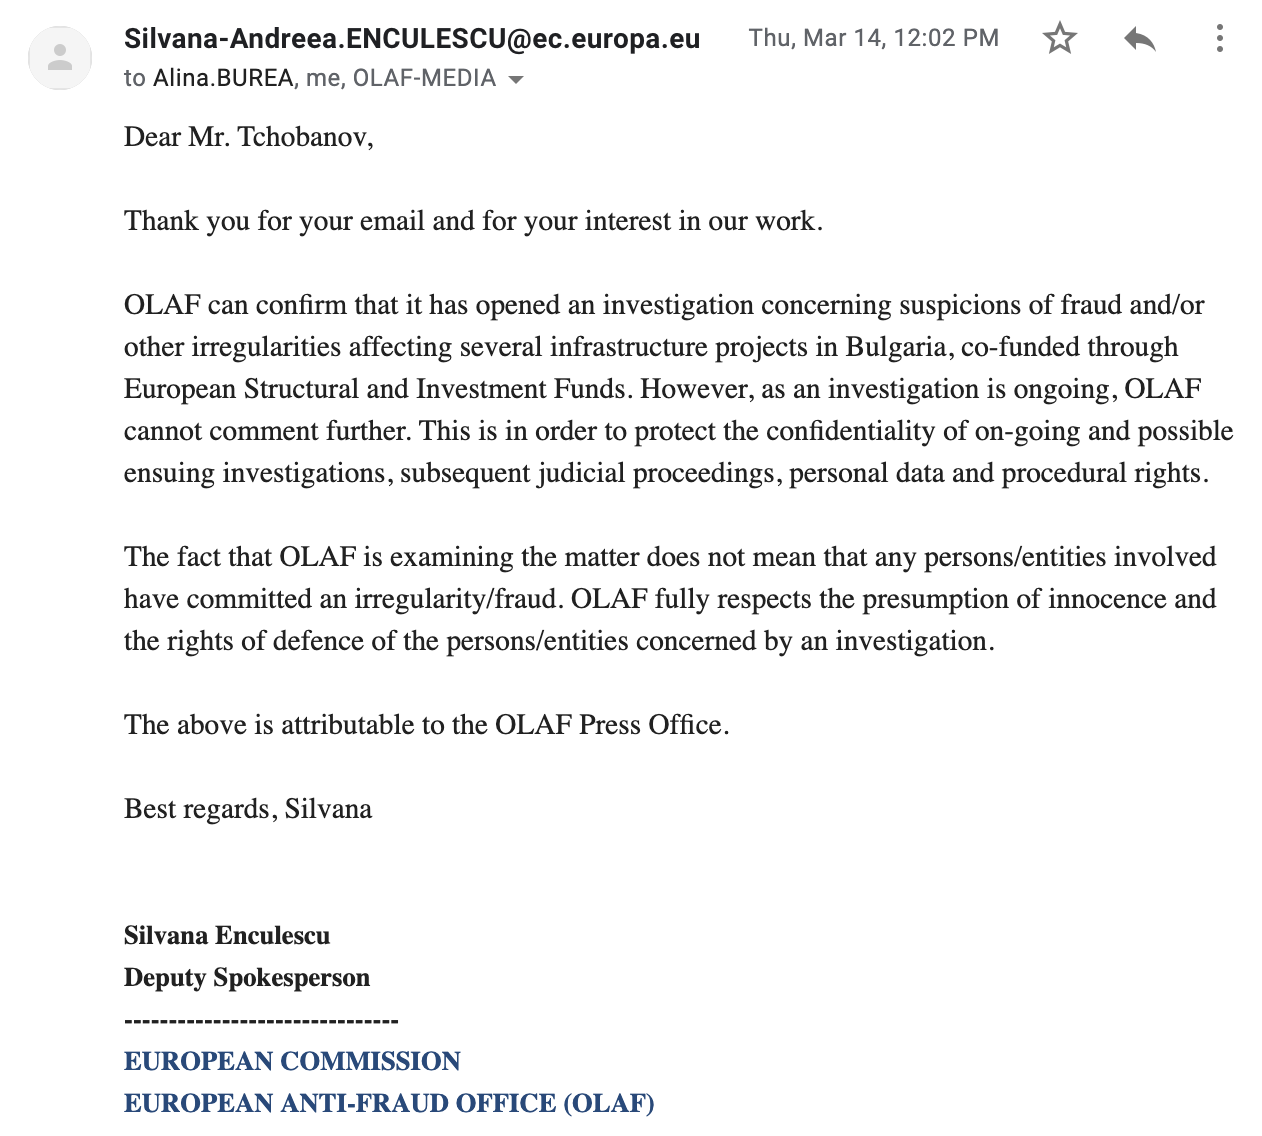 Silvana-Andreea.ENCULESCU@ec.europa.eu Thu, Mar 14, 12:02 PM
to Alina.BUREA, me, OLAF-MEDIA
Dear Mr. Tchobanov,
Thank you for your email and for your interest in our work.
OLAF can confirm that it has opened an investigation concerning suspicions of fraud and/or
other irregularities affecting several infrastructure projects in Bulgaria, co-funded through
European Structural and Investment Funds. However, as an investigation is ongoing, OLAF
cannot comment further. This is in order to protect the confidentiality of on-going and possible
ensuing investigations, subsequent judicial proceedings, personal data and procedural rights.
The fact that OLAF is examining the matter does not mean that any persons/entities involved
have committed an irregularity/fraud. OLAF fully respects the presumption of innocence and
the rights of defence of the persons/entities concerned by an investigation.
The above is attributable to the OLAF Press Office.
Best regards, Silvana
Silvana Enculescu
Deputy Spokesperson
-------------------------------
EUROPEAN COMMISSION
EUROPEAN ANTI-FRAUD OFFICE (OLAF)